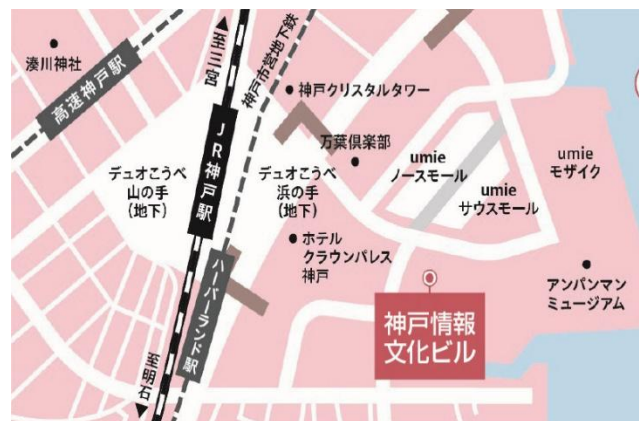 湊川神社
高速神戸駅
至三宮
神戸市営地下鉄
神戸クリスタルタワー
JR神戸駅
万葉倶楽部
umie
ノースモール
umie
サウスモール
umie
モザイク
デュオこうべ
山の手
(地下)
デュオこうべ
浜の手
(地下)
ホテル
クラウンパレス
神戸
ハーバーランド駅
アンパンマン
ミュージアム
神戸情報
文化ビル
至明石